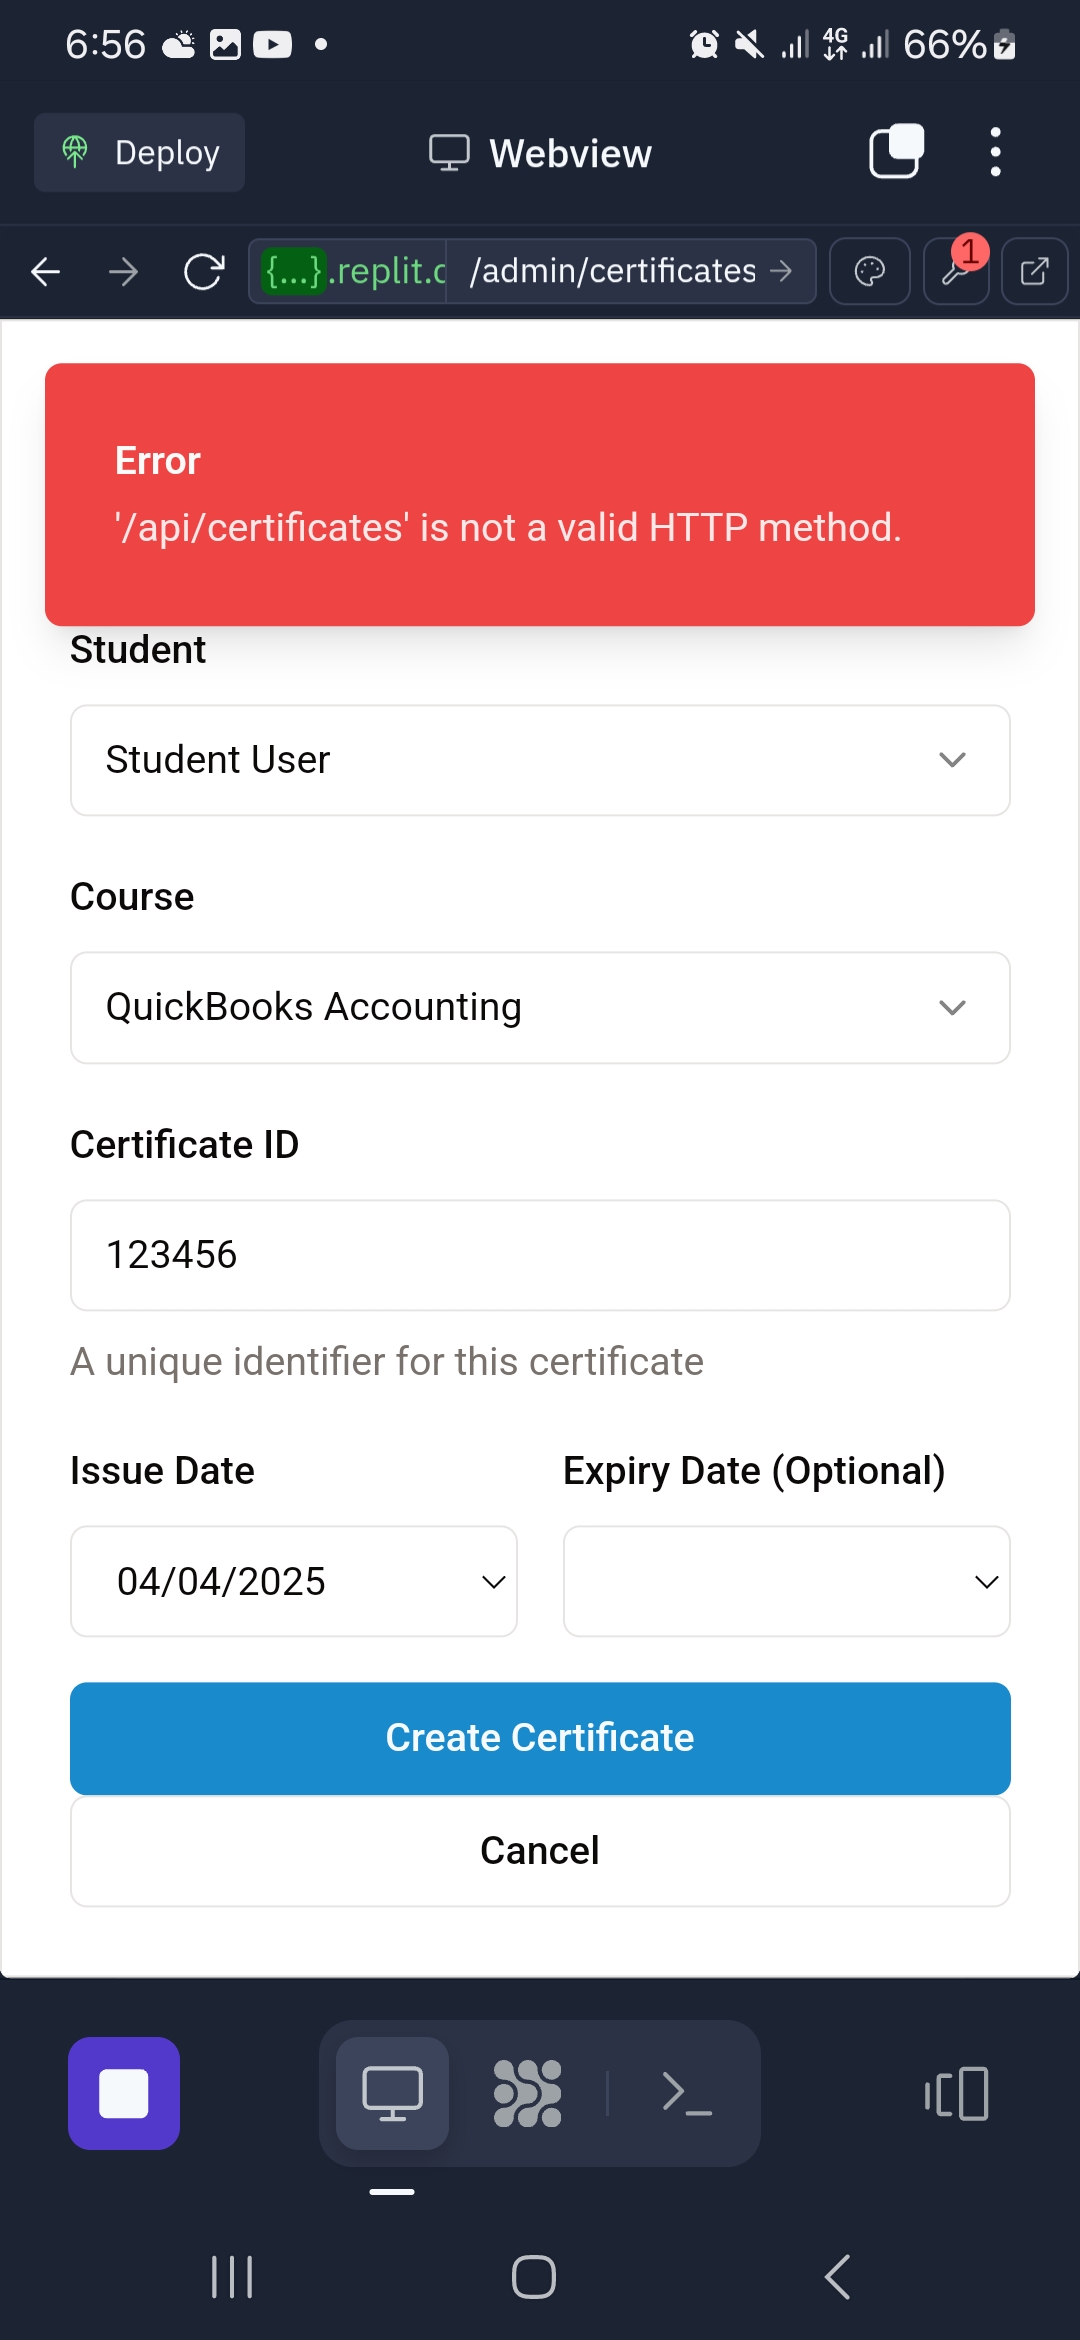 6:56
4G
66%
Deploy
Webview
{...}.replit.c
/admin/certificates
1
Error
'/api/certificates' is not a valid HTTP method.
Student
Student User
Course
QuickBooks Accounting
Certificate ID
123456
A unique identifier for this certificate
Issue Date
Expiry Date (Optional)
04/04/2025
Create Certificate
Cancel